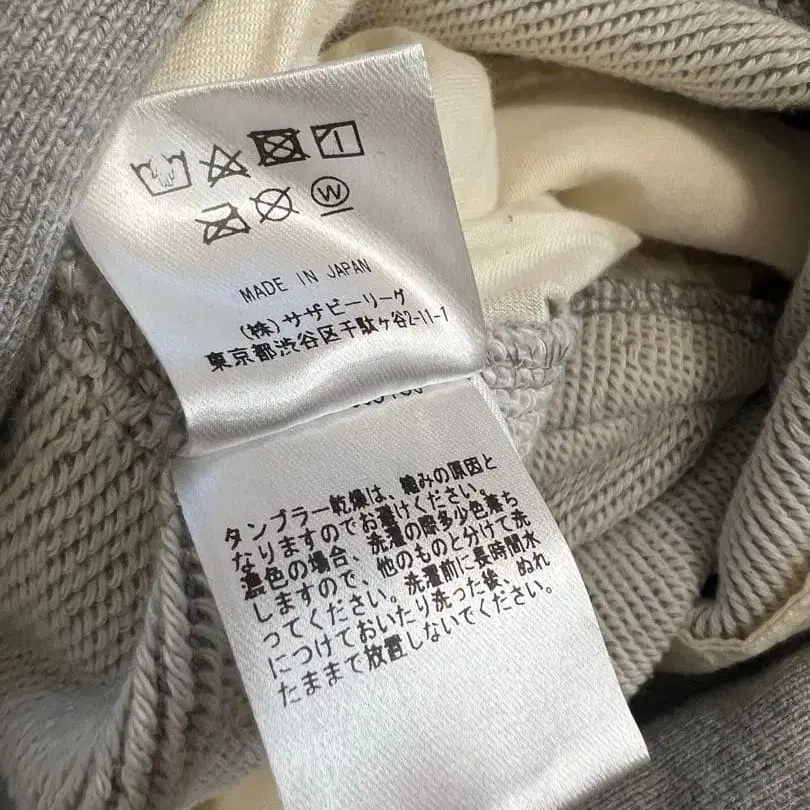 W
MADE IN JAPAN
(株)サザビーリーグ
東京都渋谷区千駄ヶ谷2-11-1
タンブラー乾燥は、縮みの原因と
なりますのでお避けください。
濃色の場合、洗濯の際多少色落ち
しますので、他のものと分けて洗
ってください。洗濯前に長時間水
につけておいたり洗った後、ぬれ
たままで放置しないでください。